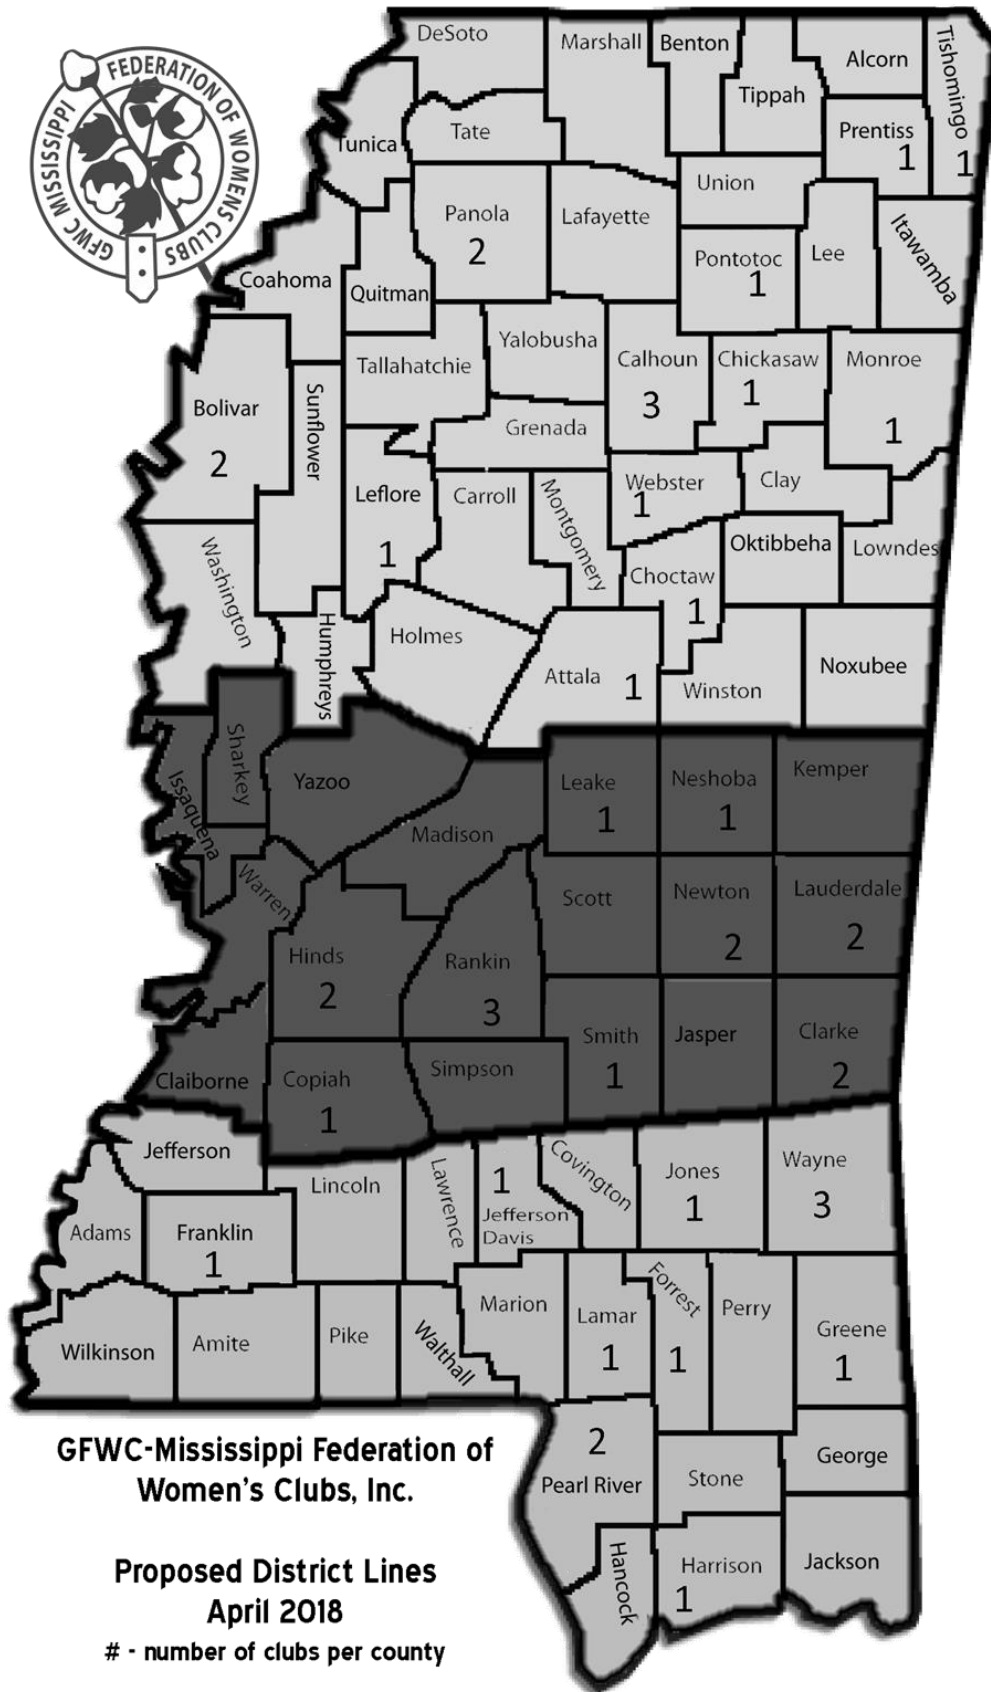 GFWC MISSISSIPPI FEDERATION OF WOMENS CLUBS
DeSoto
Marshall
Benton
Tippah
Alcorn
Tishomingo
1
Tunica
Tate
Prentiss
1
Union
Panola
2
Lafayette
Pontotoc
1
Lee
Itawamba
Coahoma
Quitman
Tallahatchie
Yalobusha
Calhoun
3
Chickasaw
1
Monroe
1
Bolivar
2
Sunflower
Grenada
Leflore
1
Carroll
Montgomery
Webster
1
Clay
Oktibbeha
Lowndes
Washington
Choctaw
1
Humphreys
Holmes
Attala
1
Winston
Noxubee
Sharkey
Issaquena
Yazoo
Madison
Leake
1
Neshoba
1
Kemper
Warren
Scott
Newton
2
Lauderdale
2
Hinds
2
Rankin
3
Smith
1
Jasper
Clarke
2
Claiborne
Copiah
1
Simpson
Jefferson
Lincoln
Lawrence
1
Jefferson
Davis
Covington
Jones
1
Wayne
3
Adams
Franklin
1
Wilkinson
Amite
Pike
Walthall
Marion
Lamar
1
Forrest
1
Perry
Greene
1
2
Pearl River
Stone
George
Hancock
Harrison
1
Jackson
GFWC-Mississippi Federation of
Women's Clubs, Inc.
Proposed District Lines
April 2018
# - number of clubs per county